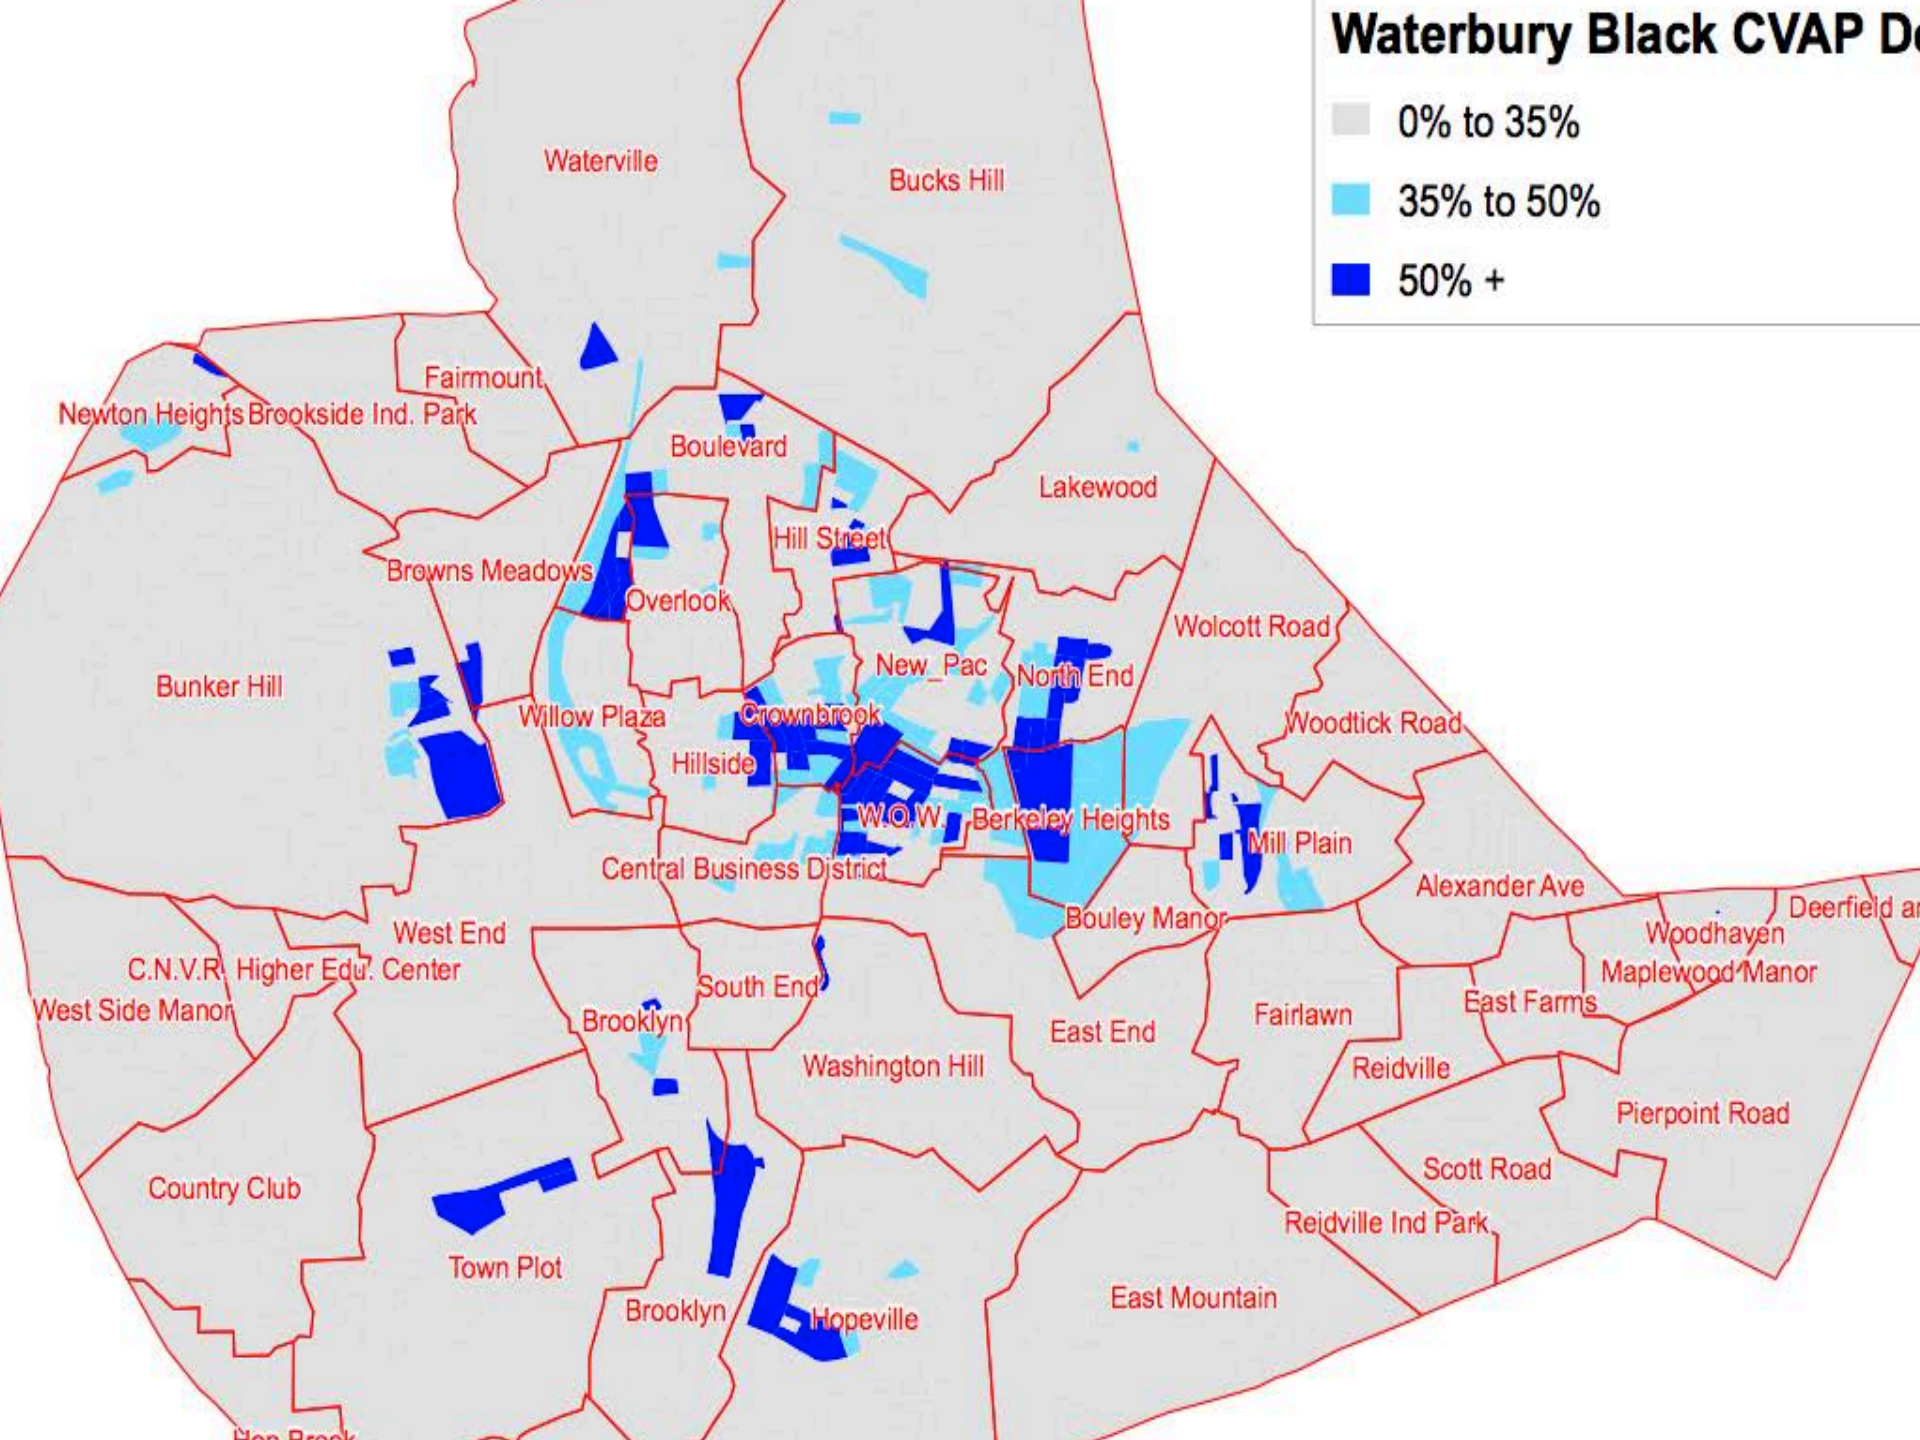 Waterbury Black CVAP De
0% to 35%
35% to 50%
50% +
Waterville
Bucks Hill
Fairmount
Newton Heights
Brookside Ind. Park
Boulevard
Lakewood
Hill Street
Browns Meadows
Overlook
Wolcott Road
New_Pac
North End
Bunker Hill
Willow Plaza
Crownbrook
Woodtick Road
Hillside
W.O.W.
Berkeley Heights
Mill Plain
Central Business District
Alexander Ave
Deerfield ar
Bouley Manor
West End
Woodhaven
C.N.V.R. Higher Edu. Center
Maplewood Manor
South End
East Farms
West Side Manor
Fairlawn
Brooklyn
East End
Washington Hill
Reidville
Pierpoint Road
Scott Road
Country Club
Reidville Ind Park
Town Plot
East Mountain
Brooklyn
Hopeville
Hop Brook